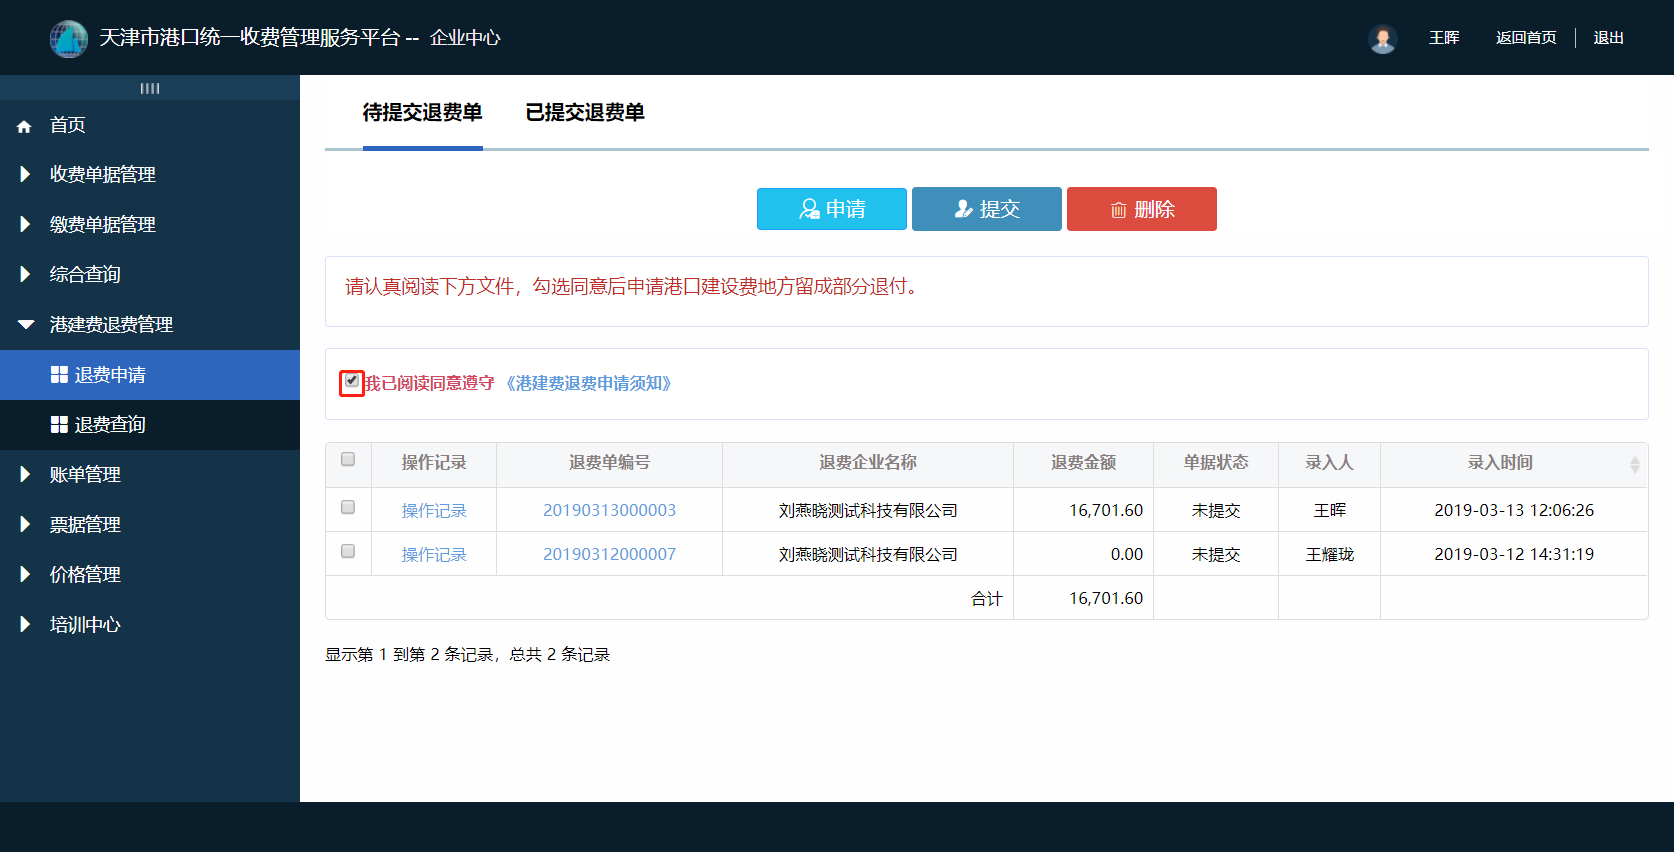 天津市港口统一收费管理服务平台 -- 企业中心
王晖
返回首页
退出
首页
收费单据管理
缴费单据管理
综合查询
港建费退费管理
退费申请
退费查询
账单管理
票据管理
价格管理
培训中心
待提交退费单 已提交退费单
申请 提交 删除
请认真阅读下方文件，勾选同意后申请港口建设费地方留成部分退付。
我已阅读同意遵守 《港建费退费申请须知》
操作记录 退费单编号 退费企业名称 退费金额 单据状态 录入人 录入时间
操作记录 20190313000003 刘燕晓测试科技有限公司 16,701.60 未提交 王晖 2019-03-13 12:06:26
操作记录 20190312000007 刘燕晓测试科技有限公司 0.00 未提交 王耀珑 2019-03-12 14:31:19
合计 16,701.60
显示第 1 到第 2 条记录，总共 2 条记录